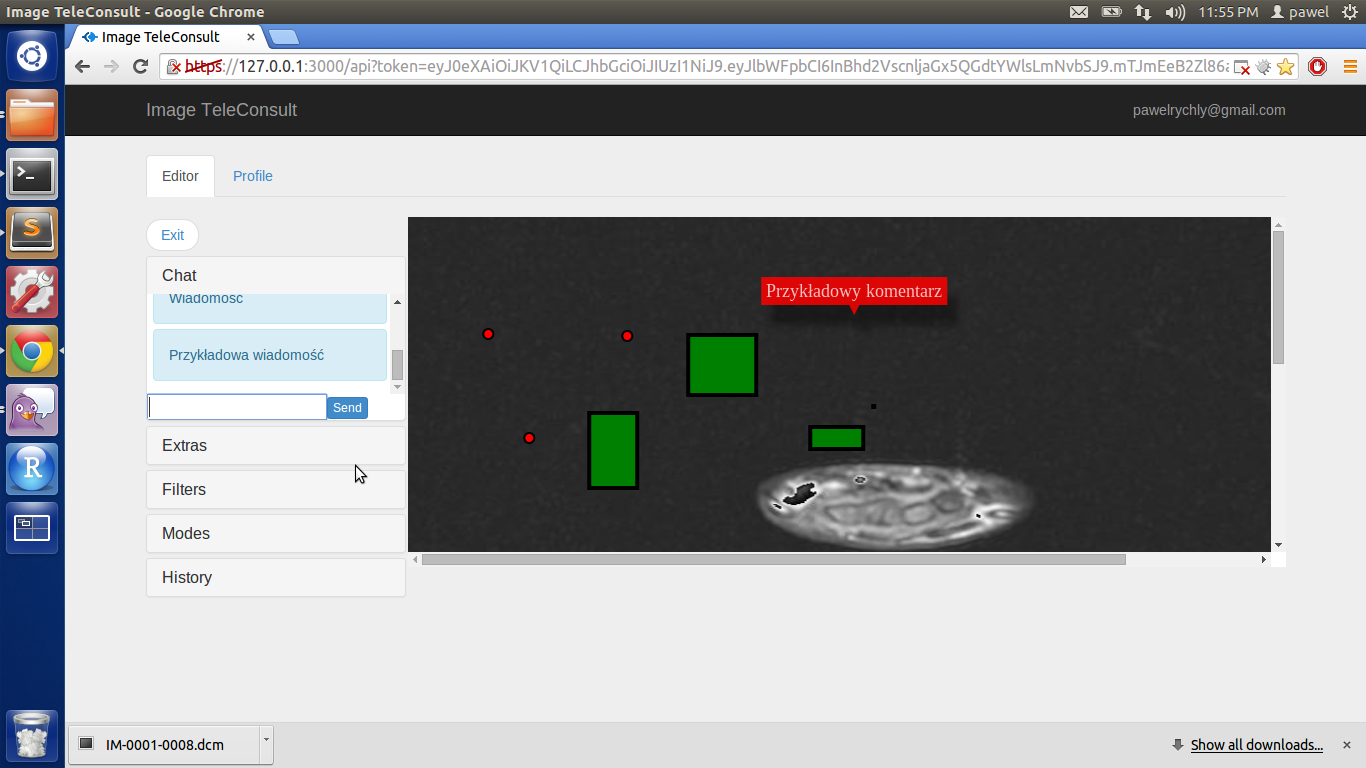 Image TeleConsult - Google Chrome
11:55 PM
pawel
Image TeleConsult
https://127.0.0.1:3000/api?token=eyJ0eXAiOiJKV1QiLCJhbGciOiJIUzI1NiJ9.eyJlbWFpbCI6InBhd2VscnljaGx5QGdtYWlsLmNvbSJ9.mTJmEeB2Zl86a
Image TeleConsult
pawelrychly@gmail.com
Editor
Profile
Exit
Chat
Wiadomość
Przykładowa wiadomość
Send
Extras
Filters
Modes
History
Przykładowy komentarz
IM-0001-0008.dcm
Show all downloads...